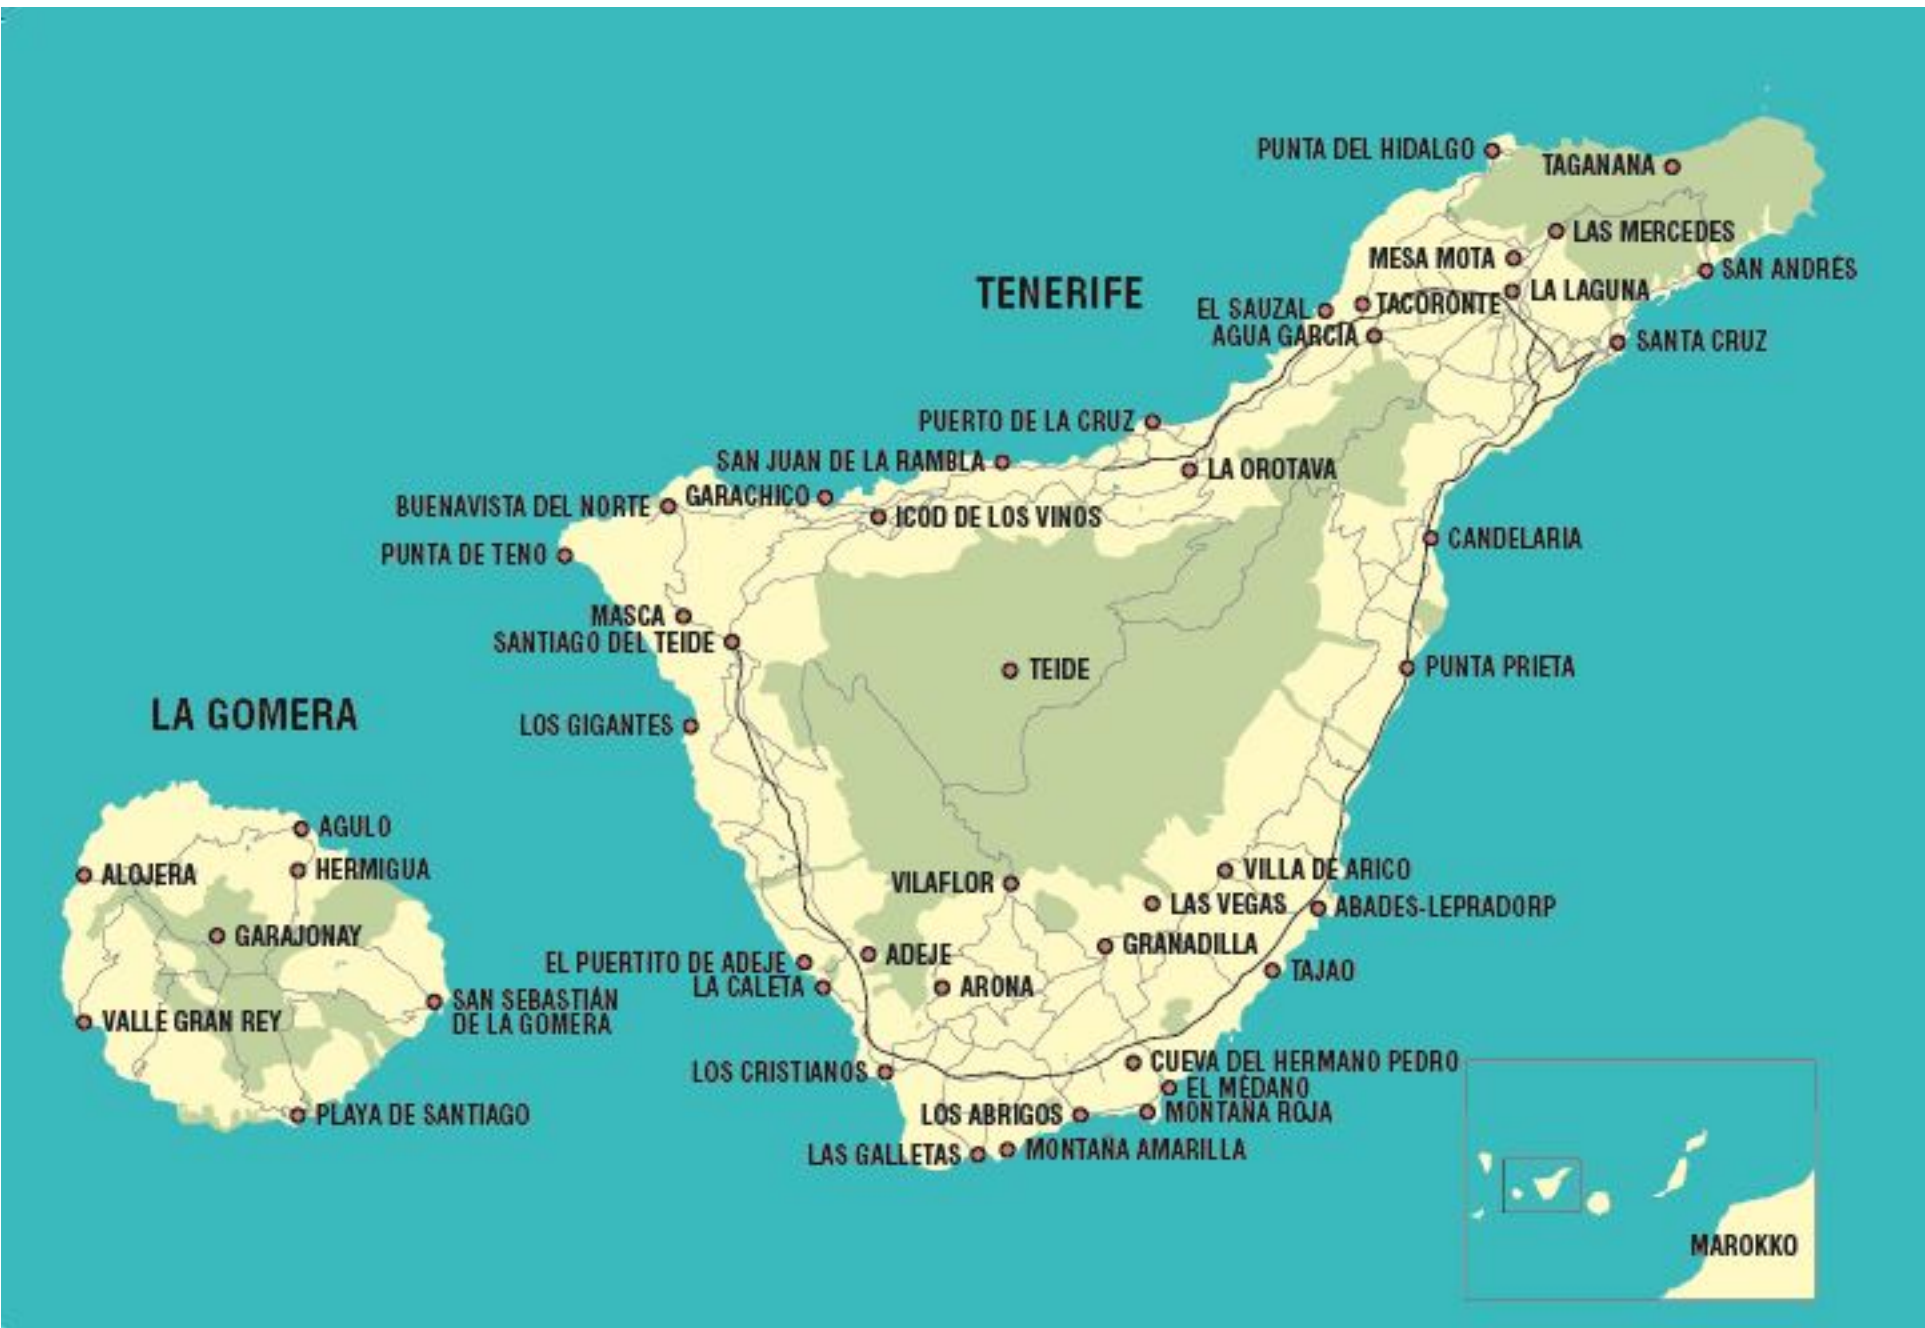 PUNTA DEL HIDALGO
TAGANANA
LAS MERCEDES
MESA MOTA
SAN ANDRÉS
TENERIFE
LA LAGUNA
EL SAUZAL
TACORONTE
AGUA GARCÍA
SANTA CRUZ
PUERTO DE LA CRUZ
SAN JUAN DE LA RAMBLA
LA OROTAVA
BUENAVISTA DEL NORTE
GARACHICO
ICOD DE LOS VINOS
CANDELARIA
PUNTA DE TENO
MASCA
SANTIAGO DEL TEIDE
TEIDE
PUNTA PRIETA
LA GOMERA
LOS GIGANTES
AGULO
HERMIGUA
ALOJERA
VILLA DE ARICO
VILAFLOR
LAS VEGAS
ABADES-LEPRADORP
GARAJONAY
GRANADILLA
ADEJE
EL PUERTITO DE ADEJE
TAJAO
LA CALETA
ARONA
SAN SEBASTIÁN
DE LA GOMERA
VALLE GRAN REY
CUEVA DEL HERMANO PEDRO
LOS CRISTIANOS
EL MÉDANO
MONTAÑA ROJA
LOS ABRIGOS
PLAYA DE SANTIAGO
MONTAÑA AMARILLA
LAS GALLETAS
MAROKKO